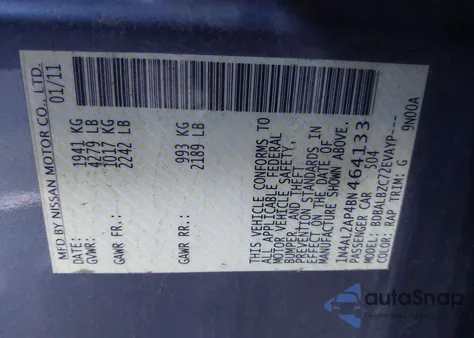 MFD BY NISSAN MOTOR CO., LTD.
01/11
GVWR: 1941 KG
4279 LB
GAWR FR: 1017 KG
2242 LB
GAWR RR: 993 KG
2189 LB
THIS VEHICLE CONFORMS TO
ALL APPLICABLE FEDERAL
MOTOR VEHICLE SAFETY,
BUMPER, AND THEFT
PREVENTION STANDARDS IN
EFFECT ON THE DATE OF
MANUFACTURE SHOWN ABOVE.
1N4AL2AP4BN464133
PASSENGER CAR 504
MODEL: BDBALBZC72EVAYP---
COLOR: RAP TRIM: G 9N00A
autoSnap